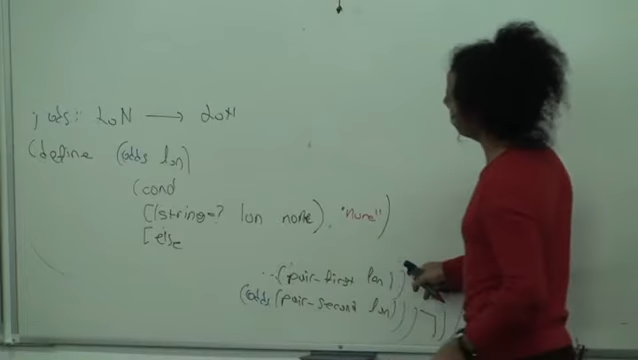 ; odds :: LoN → LoN
(define (odds lon)
(cond
[(string=? lon none), "none")
[else
..(pair-first lon)
(odds (pair-second lon))